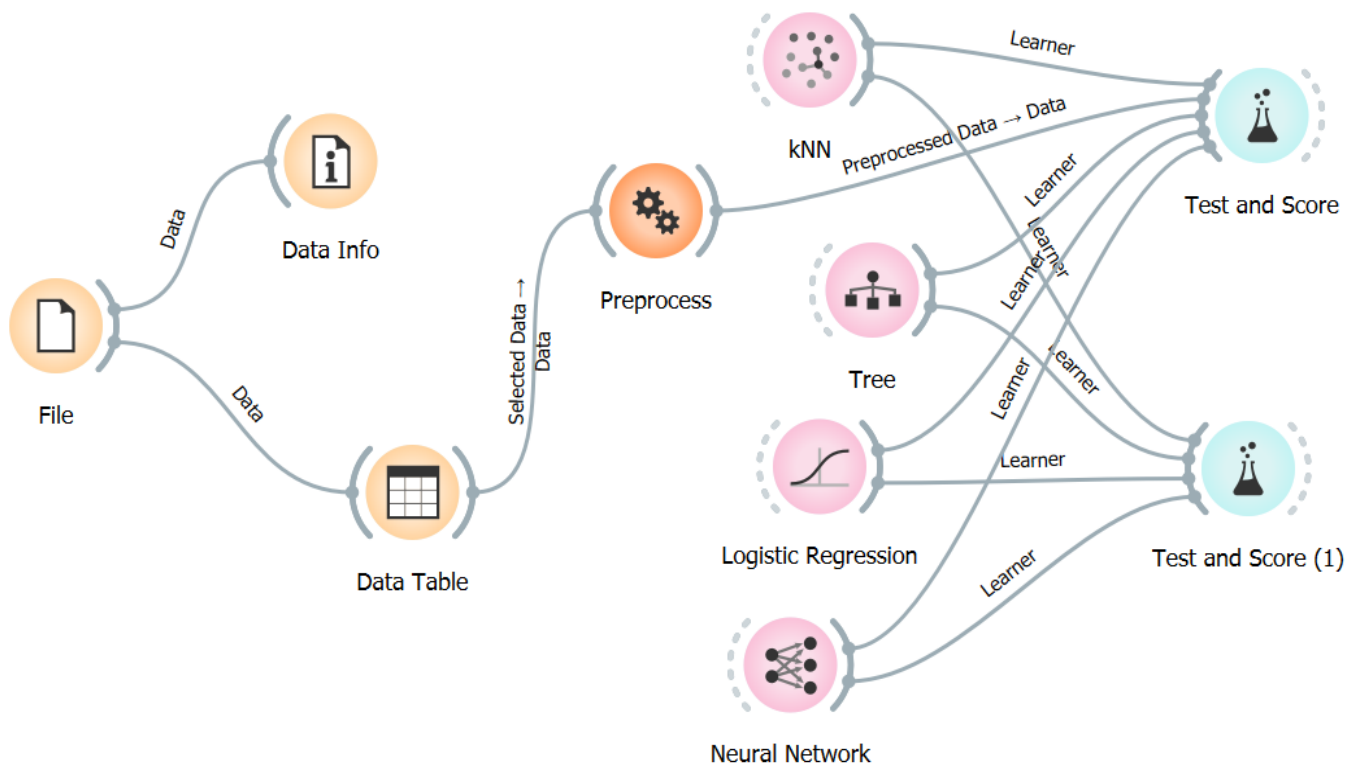 Learner
kNN
Preprocessed Data → Data
Test and Score
Data
Data Info
Learner
Preprocess
Learner
Learner
Selected Data →
Data
File
Data
Tree
Learner
Learner
Learner
Data Table
Logistic Regression
Test and Score (1)
Learner
Neural Network